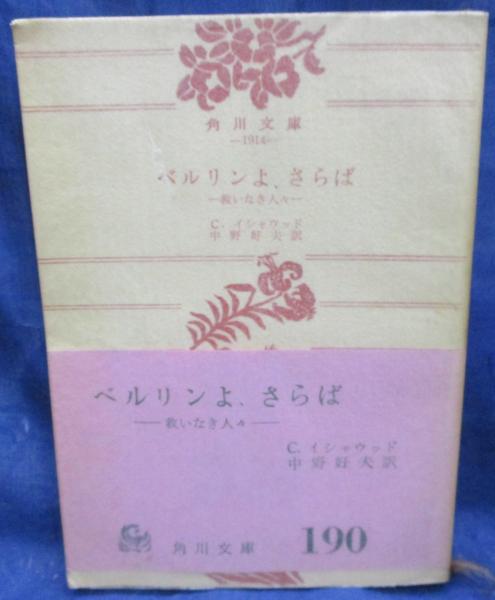 角川文庫
—1914—
ベルリンよ、さらば
—救いなき人々—
C. イシャウッド
中野好夫訳
ベルリンよ、さらば
—救いなき人々—
C. イシャウッド
中野好夫訳
角川文庫 190